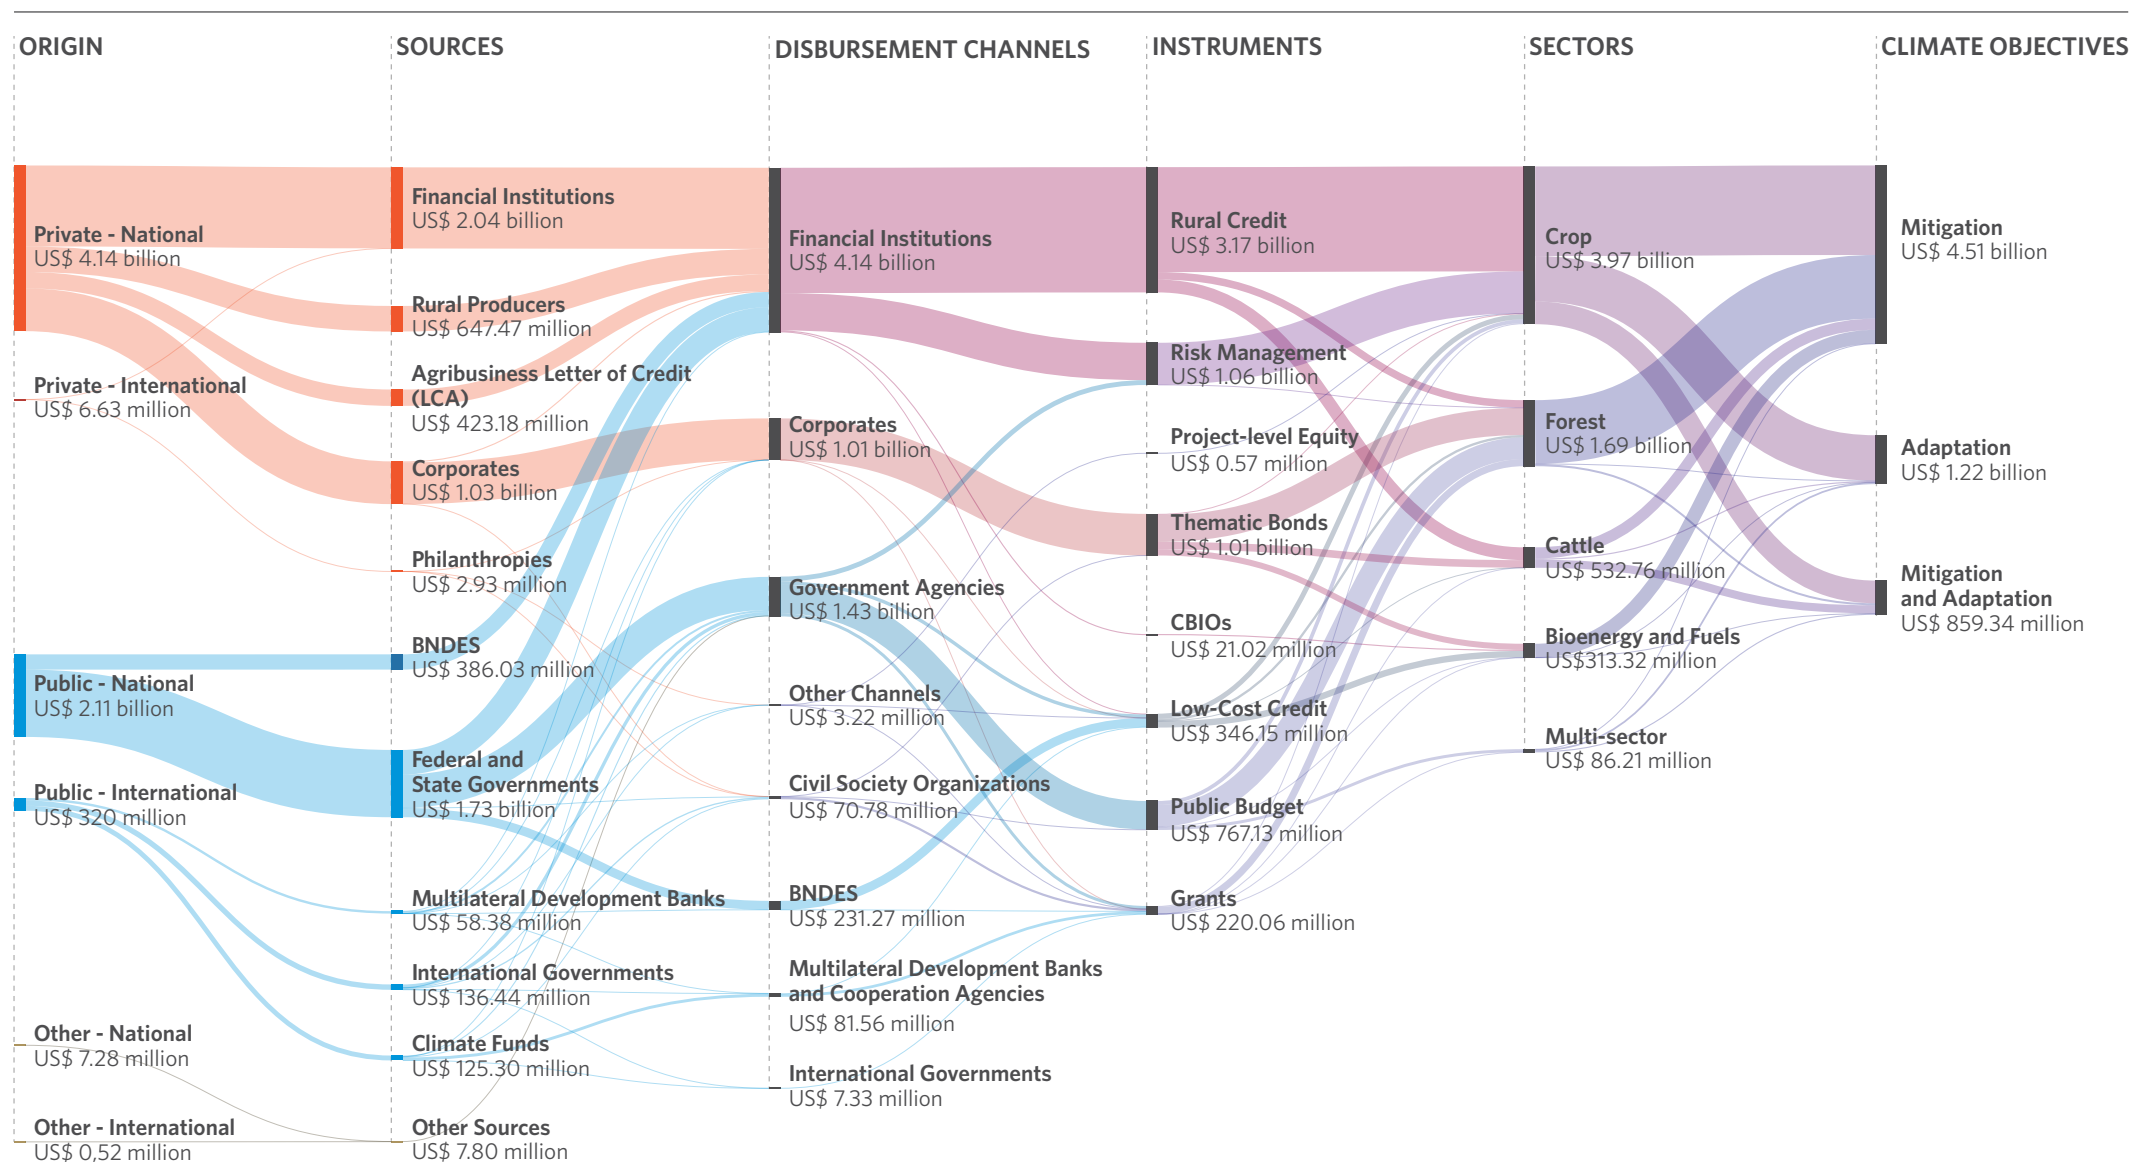 ORIGIN
SOURCES
DISBURSEMENT CHANNELS
INSTRUMENTS
SECTORS
CLIMATE OBJECTIVES
Private - National
US$ 4.14 billion
Private - International
US$ 6.63 million
Public - National
US$ 2.11 billion
Public - International
US$ 320 million
Other - National
US$ 7.28 million
Other - International
US$ 0,52 million
Financial Institutions
US$ 2.04 billion
Rural Producers
US$ 647.47 million
Agribusiness Letter of Credit
(LCA)
US$ 423.18 million
Corporates
US$ 1.03 billion
Philanthropies
US$ 2.93 million
BNDES
US$ 386.03 million
Federal and
State Governments
US$ 1.73 billion
Multilateral Development Banks
US$ 58.38 million
International Governments
US$ 136.44 million
Climate Funds
US$ 125.30 million
Other Sources
US$ 7.80 million
Financial Institutions
US$ 4.14 billion
Corporates
US$ 1.01 billion
Government Agencies
US$ 1.43 billion
Other Channels
US$ 3.22 million
Civil Society Organizations
US$ 70.78 million
BNDES
US$ 231.27 million
Multilateral Development Banks
and Cooperation Agencies
US$ 81.56 million
International Governments
US$ 7.33 million
Rural Credit
US$ 3.17 billion
Risk Management
US$ 1.06 billion
Project-level Equity
US$ 0.57 million
Thematic Bonds
US$ 1.01 billion
CBIOs
US$ 21.02 million
Low-Cost Credit
US$ 346.15 million
Public Budget
US$ 767.13 million
Grants
US$ 220.06 million
Crop
US$ 3.97 billion
Forest
US$ 1.69 billion
Cattle
US$ 532.76 million
Bioenergy and Fuels
US$313.32 million
Multi-sector
US$ 86.21 million
Mitigation
US$ 4.51 billion
Adaptation
US$ 1.22 billion
Mitigation
and Adaptation
US$ 859.34 million